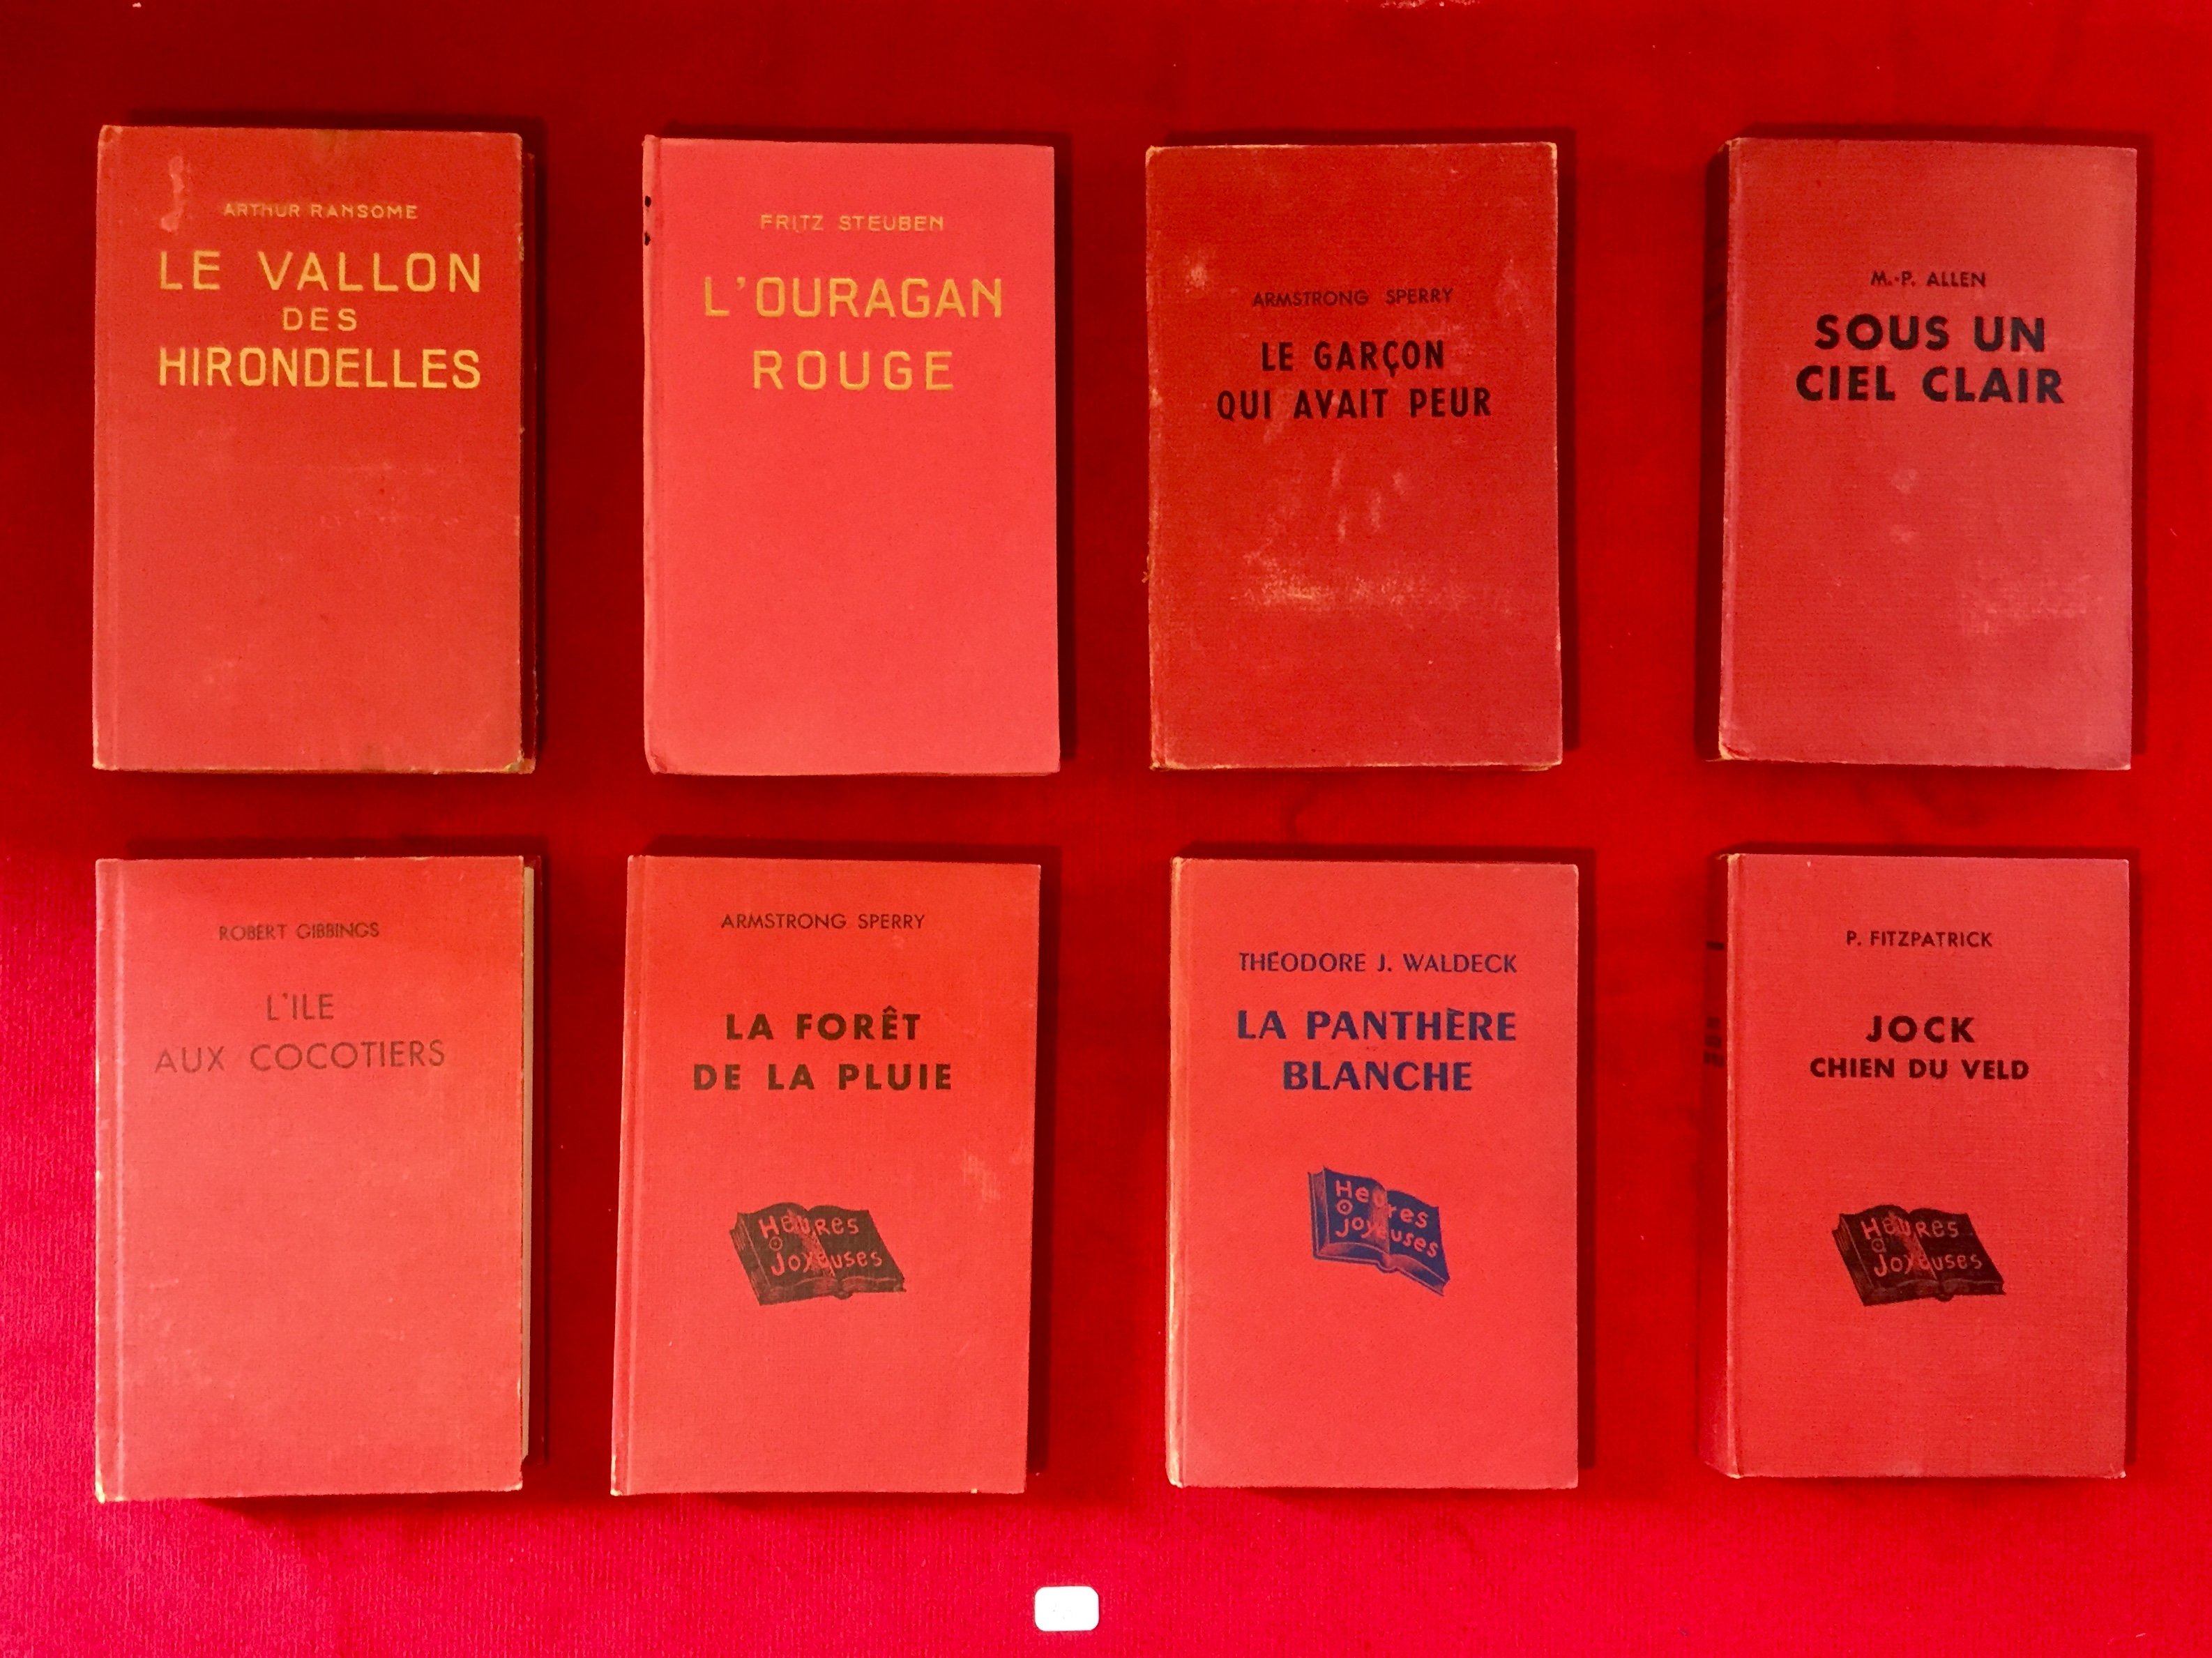 ARTHUR RANSOME
LE VALLON
DES
HIRONDELLES
FRITZ STEUBEN
L'OURAGAN
ROUGE
ARMSTRONG SPERRY
LE GARÇON
QUI AVAIT PEUR
M.-P. ALLEN
SOUS UN
CIEL CLAIR
ROBERT GIBBINGS
L'ILE
AUX COCOTIERS
ARMSTRONG SPERRY
LA FORÊT
DE LA PLUIE
Heures
Joyeuses
THÉODORE J. WALDECK
LA PANTHÈRE
BLANCHE
Heures
Joyeuses
P. FITZPATRICK
JOCK
CHIEN DU VELD
Heures
Joyeuses